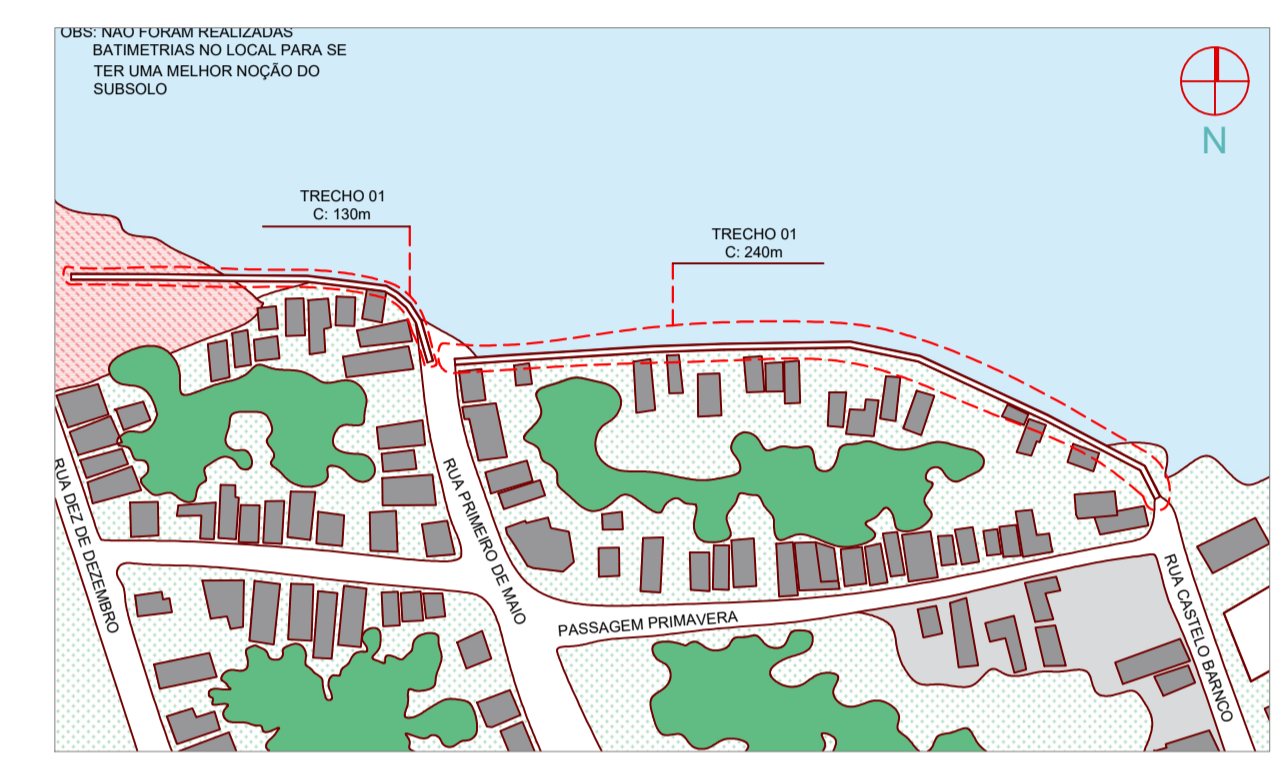 OBS: NÃO FORAM REALIZADAS
BATIMETRIAS NO LOCAL PARA SE
TER UMA MELHOR NOÇÃO DO
SUBSOLO
N
TRECHO 01
C: 130m
TRECHO 01
C: 240m
RUA DEZ DE DEZEMBRO
RUA PRIMEIRO DE MAIO
PASSAGEM PRIMAVERA
RUA CASTELO BARNCO